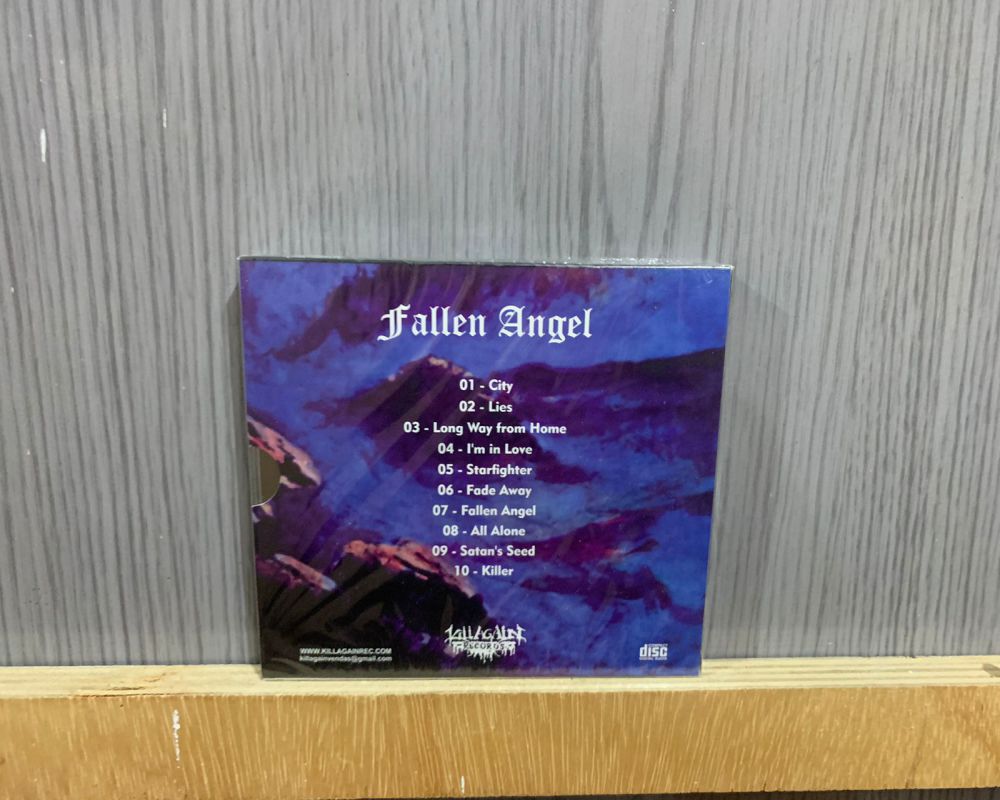 Fallen Angel
01 - City
02 - Lies
03 - Long Way from Home
04 - I'm in Love
05 - Starfighter
06 - Fade Away
07 - Fallen Angel
08 - All Alone
09 - Satan's Seed
10 - Killer
KILLAGAIN
RECORDS
WWW.KILLAGAINREC.COM
killagainvendas@gmail.com
disc
DIGITAL AUDIO